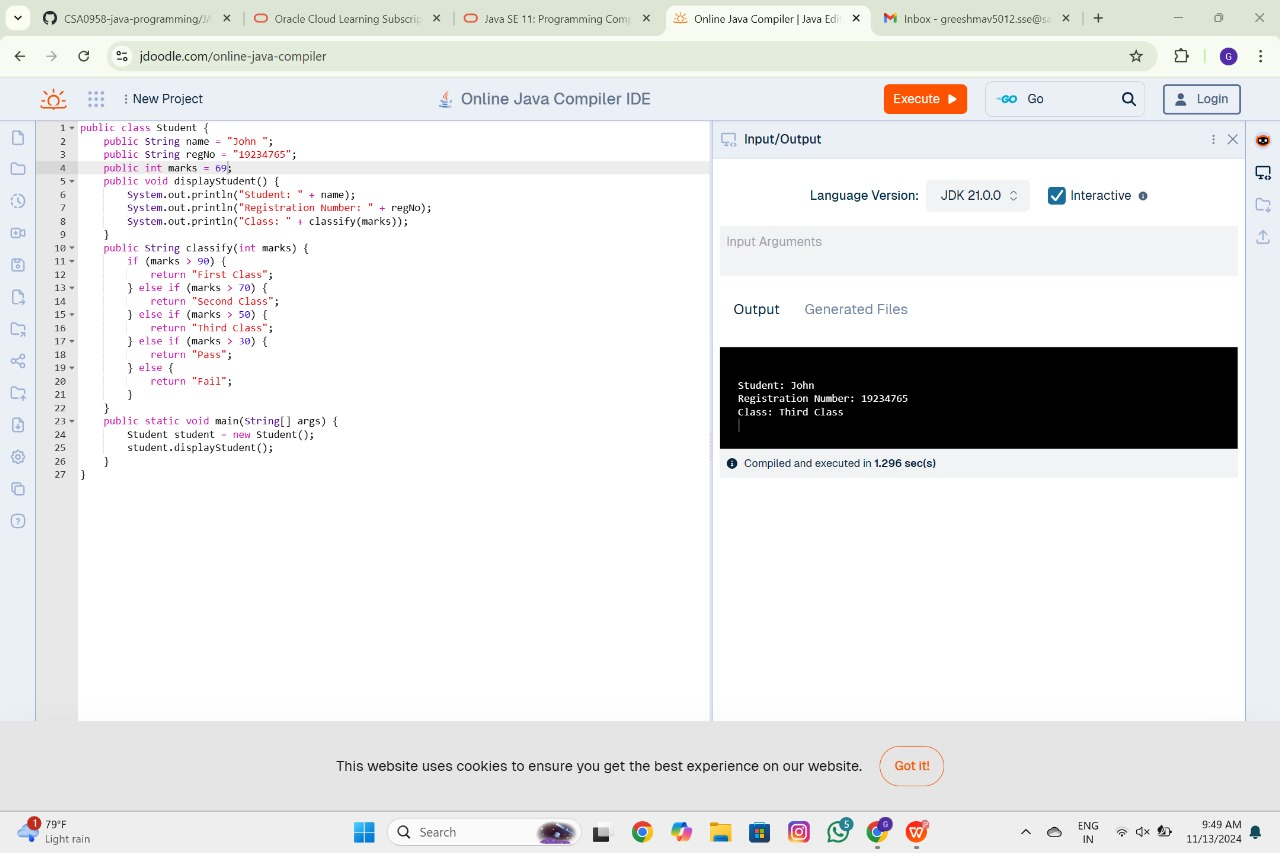 CSA0958-java-programming/JA
Oracle Cloud Learning Subscrip
Java SE 11: Programming Comp
Online Java Compiler | Java Edi
Inbox - greeshmav5012.sse@sa
jdoodle.com/online-java-compiler
G
New Project
Online Java Compiler IDE
Execute
GO
Go
Login
1 public class Student {
2     public String name = "John ";
3     public String regNo = "19234765";
4     public int marks = 69;
5     public void displayStudent() {
6         System.out.println("Student: " + name);
7         System.out.println("Registration Number: " + regNo);
8         System.out.println("Class: " + classify(marks));
9     }
10     public String classify(int marks) {
11         if (marks > 90) {
12             return "First Class";
13         } else if (marks > 70) {
14             return "Second Class";
15         } else if (marks > 50) {
16             return "Third Class";
17         } else if (marks > 30) {
18             return "Pass";
19         } else {
20             return "Fail";
21         }
22     }
23     public static void main(String[] args) {
24         Student student = new Student();
25         student.displayStudent();
26     }
27 }
Input/Output
Language Version:
JDK 21.0.0
Interactive
Input Arguments
Output
Generated Files
Student: John
Registration Number: 19234765
Class: Third Class
Compiled and executed in 1.296 sec(s)
This website uses cookies to ensure you get the best experience on our website.
Got it!
1
79°F
Light rain
Search
5
G
ENG
IN
9:49 AM
11/13/2024